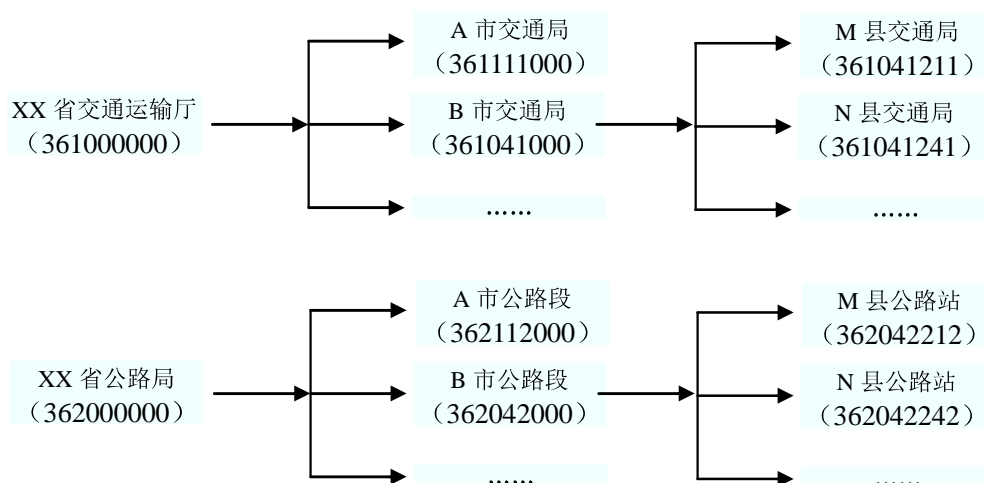 A 市交通局
（361111000）
M 县交通局
（361041211）
XX 省交通运输厅
（361000000）
B 市交通局
（361041000）
N 县交通局
（361041241）
……
……
A 市公路段
（362112000）
M 县公路站
（362042212）
XX 省公路局
（362000000）
B 市公路段
（362042000）
N 县公路站
（362042242）
……
……